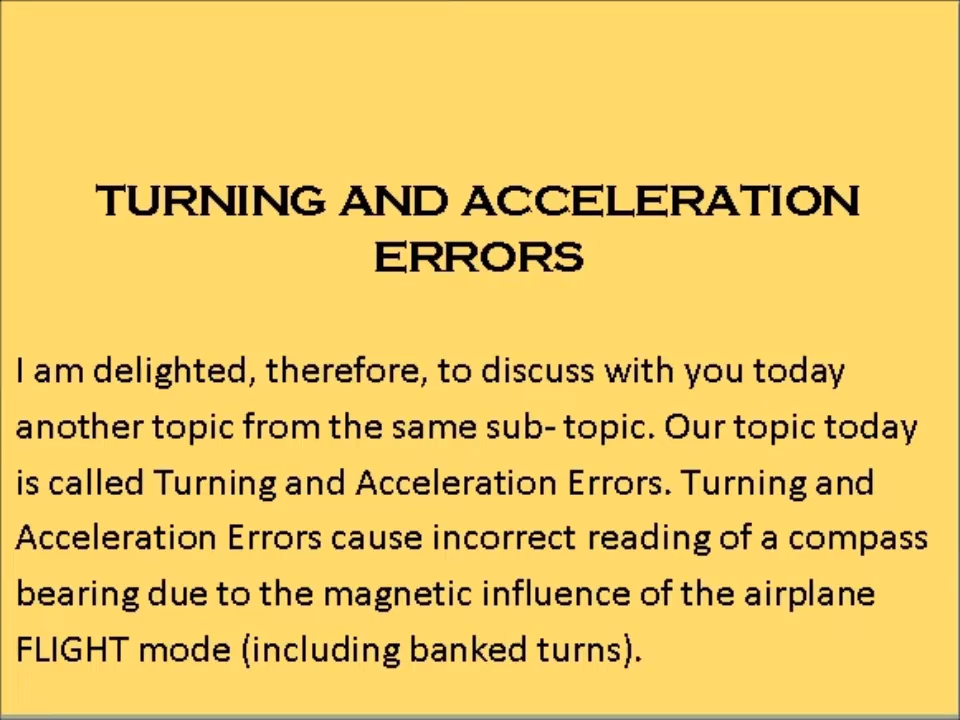 TURNING AND ACCELERATION
ERRORS
I am delighted, therefore, to discuss with you today
another topic from the same sub- topic. Our topic today
is called Turning and Acceleration Errors. Turning and
Acceleration Errors cause incorrect reading of a compass
bearing due to the magnetic influence of the airplane
FLIGHT mode (including banked turns).